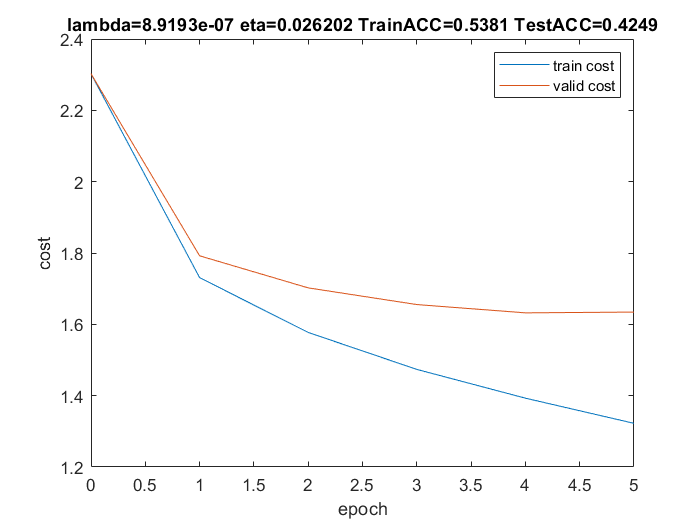 lambda=8.9193e-07 eta=0.026202 TrainACC=0.5381 TestACC=0.4249
2.4
2.2
2
1.8
1.6
1.4
1.2
cost
train cost
valid cost
0 0.5 1 1.5 2 2.5 3 3.5 4 4.5 5
epoch